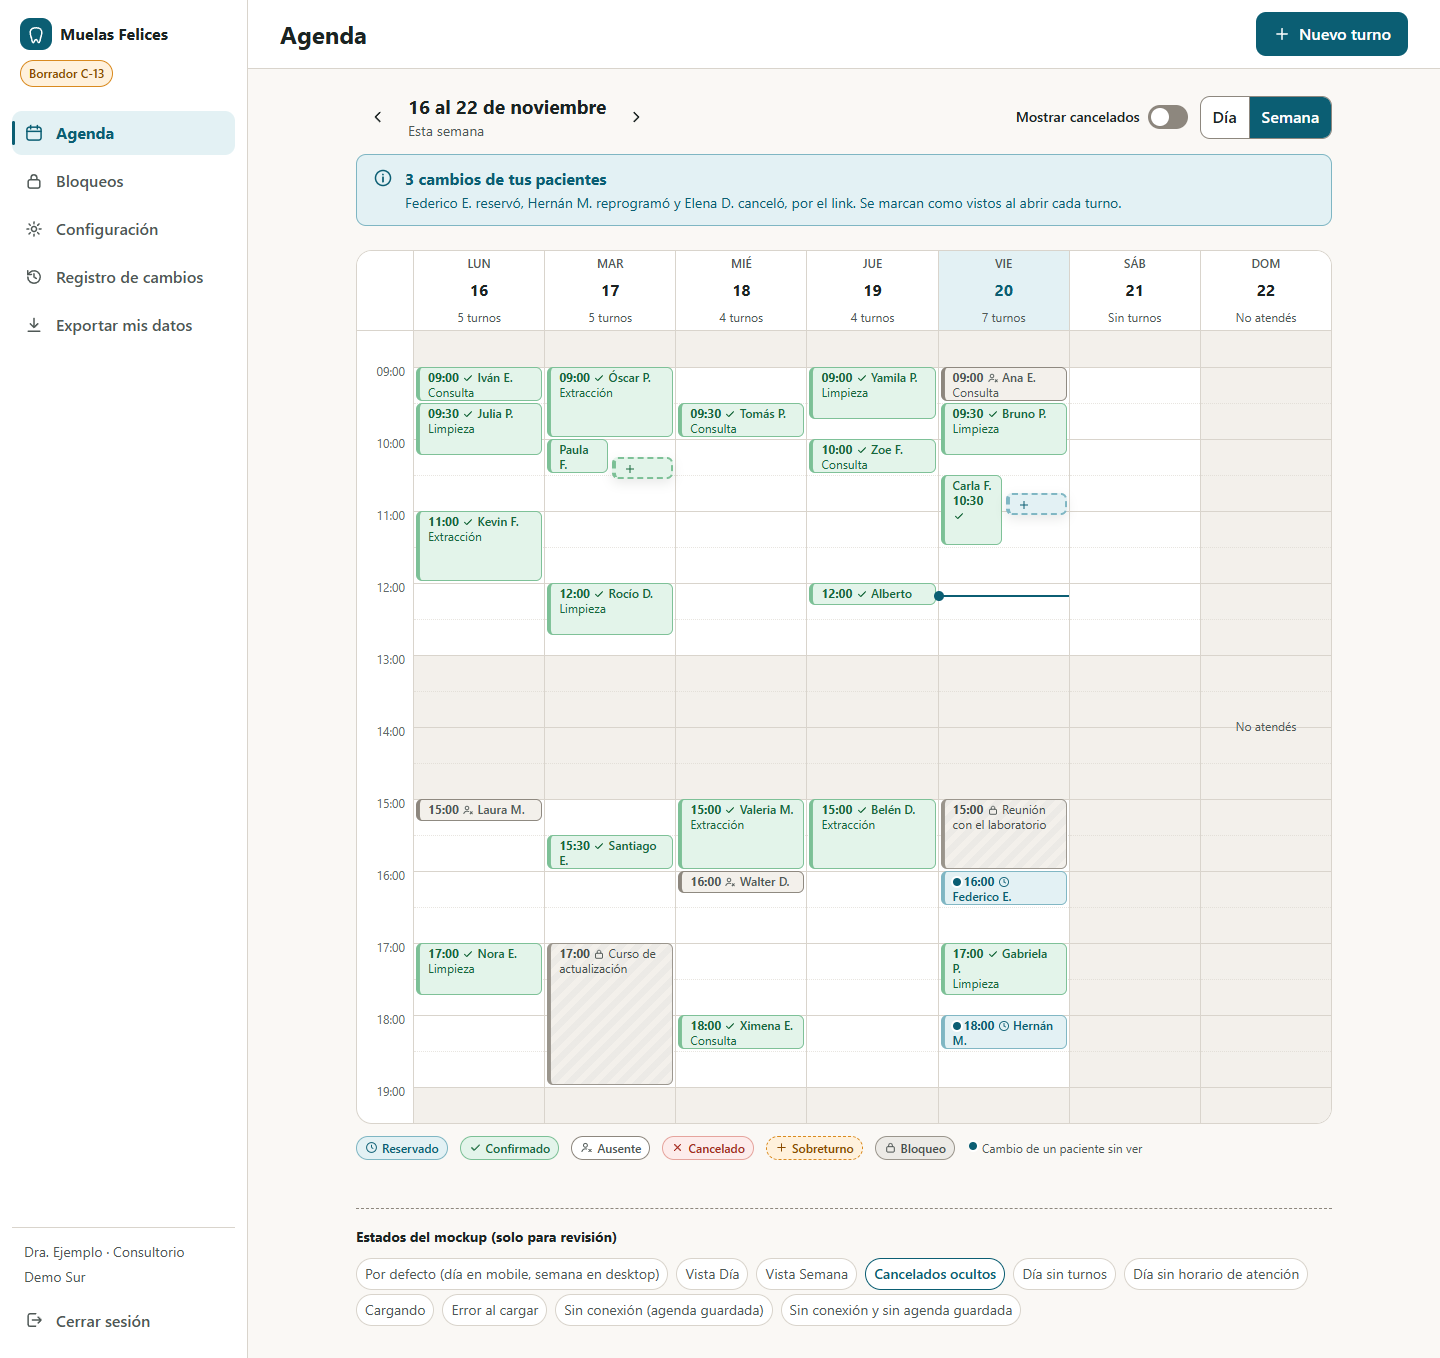 Muelas Felices
Borrador C-13
Agenda
Bloqueos
Configuración
Registro de cambios
Exportar mis datos
Dra. Ejemplo · Consultorio
Demo Sur
Cerrar sesión
Agenda
+ Nuevo turno
16 al 22 de noviembre
Esta semana
Mostrar cancelados
Día
Semana
3 cambios de tus pacientes
Federico E. reservó, Hernán M. reprogramó y Elena D. canceló, por el link. Se marcan como vistos al abrir cada turno.
LUN
16
5 turnos
MAR
17
5 turnos
MIÉ
18
4 turnos
JUE
19
4 turnos
VIE
20
7 turnos
SÁB
21
Sin turnos
DOM
22
No atendés
09:00
10:00
11:00
12:00
13:00
14:00
15:00
16:00
17:00
18:00
19:00
09:00 ✓ Iván E.
Consulta
09:30 ✓ Julia P.
Limpieza
11:00 ✓ Kevin F.
Extracción
15:00 Laura M.
17:00 ✓ Nora E.
Limpieza
09:00 ✓ Óscar P.
Extracción
Paula
F.
+
12:00 ✓ Rocío D.
Limpieza
15:30 ✓ Santiago
E.
17:00 Curso de
actualización
09:30 ✓ Tomás P.
Consulta
15:00 ✓ Valeria M.
Extracción
16:00 Walter D.
18:00 ✓ Ximena E.
Consulta
09:00 ✓ Yamila P.
Limpieza
10:00 ✓ Zoe F.
Consulta
12:00 ✓ Alberto
15:00 ✓ Belén D.
Extracción
09:00 Ana E.
Consulta
09:30 ✓ Bruno P.
Limpieza
Carla F.
10:30
✓
+
15:00 Reunión
con el laboratorio
16:00
Federico E.
17:00 ✓ Gabriela
P.
Limpieza
18:00 Hernán
M.
No atendés
Reservado
✓ Confirmado
Ausente
✕ Cancelado
+ Sobreturno
Bloqueo
Cambio de un paciente sin ver
Estados del mockup (solo para revisión)
Por defecto (día en mobile, semana en desktop)
Vista Día
Vista Semana
Cancelados ocultos
Día sin turnos
Día sin horario de atención
Cargando
Error al cargar
Sin conexión (agenda guardada)
Sin conexión y sin agenda guardada